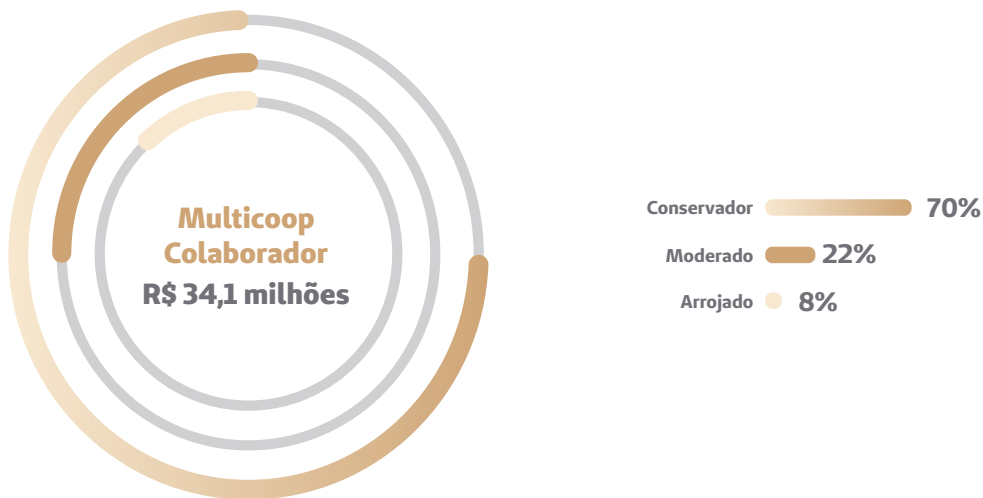 Multicoop
Colaborador
R$ 34,1 milhões
Conservador 70%
Moderado 22%
Arrojado 8%